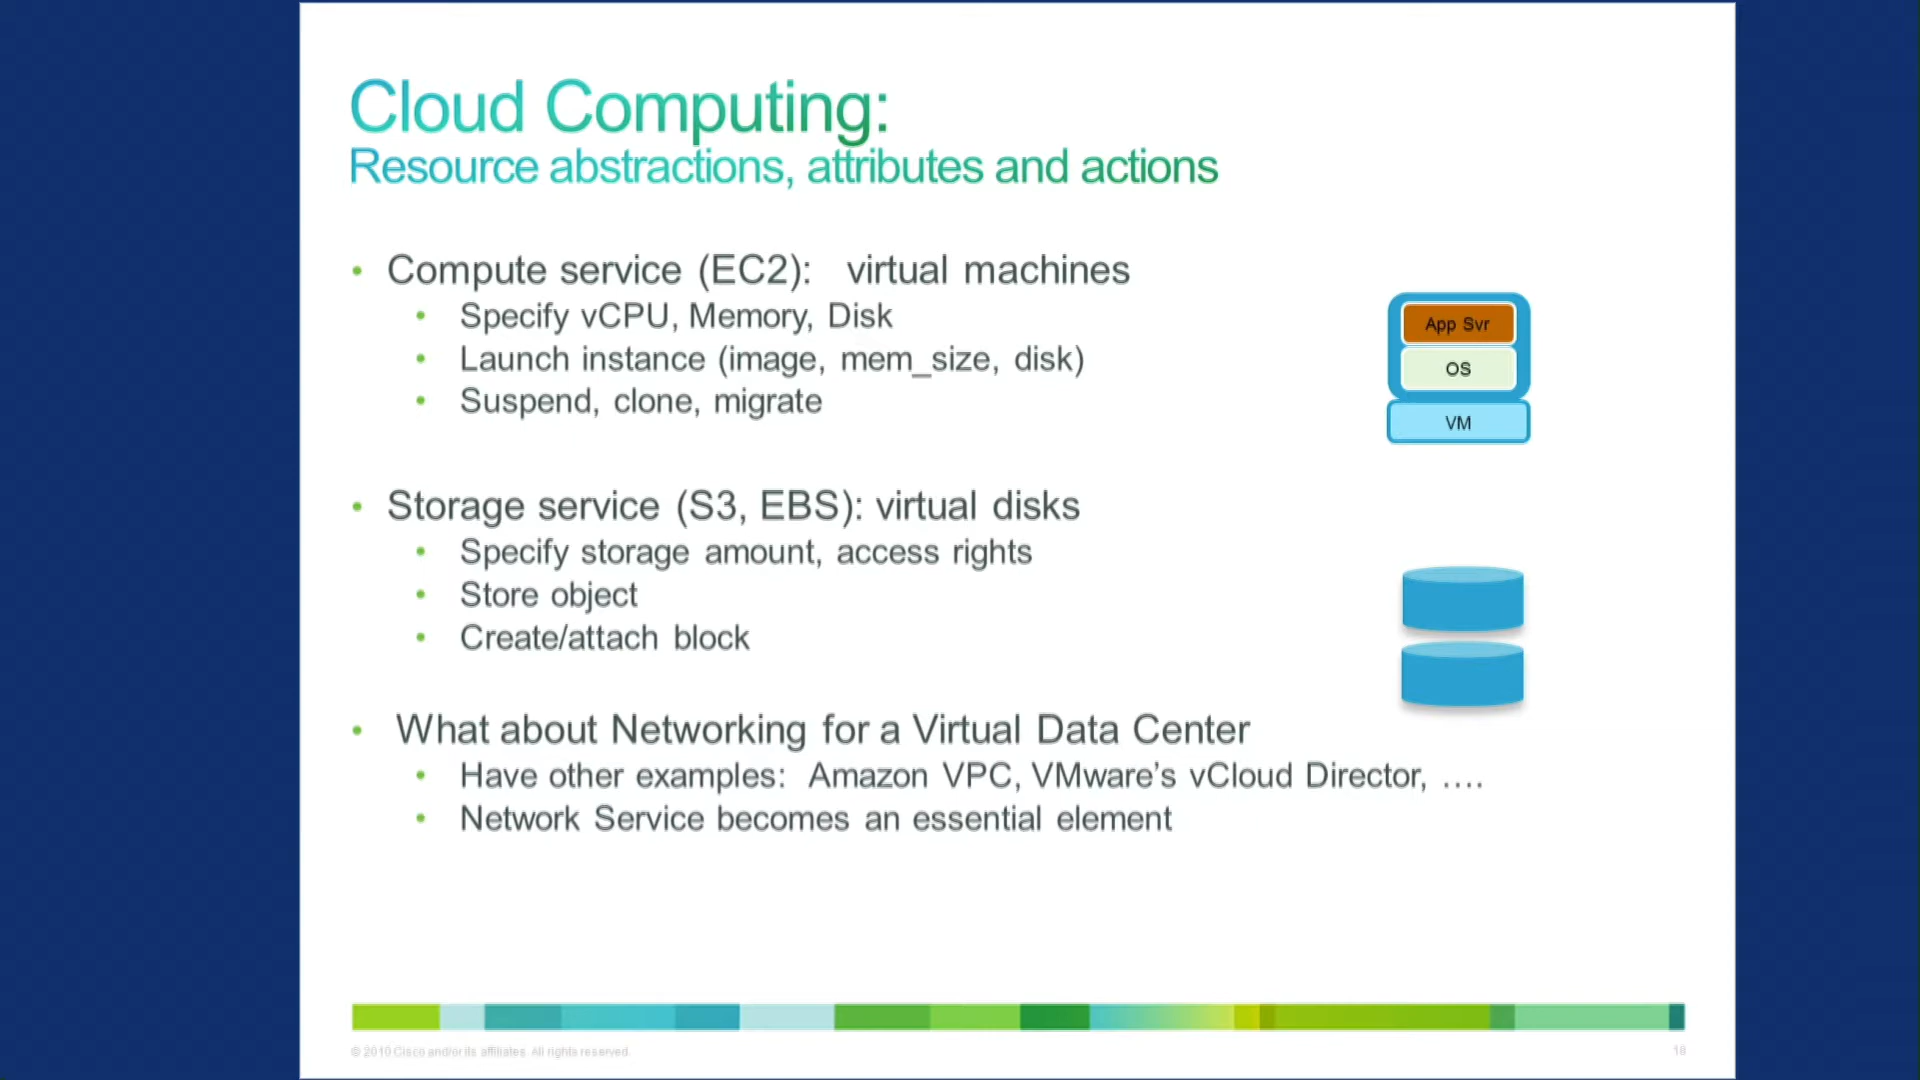 Cloud Computing:
Resource abstractions, attributes and actions
• Compute service (EC2): virtual machines
• Specify vCPU, Memory, Disk
• Launch instance (image, mem_size, disk)
• Suspend, clone, migrate
App Svr
OS
VM
• Storage service (S3, EBS): virtual disks
• Specify storage amount, access rights
• Store object
• Create/attach block
• What about Networking for a Virtual Data Center
• Have other examples: Amazon VPC, VMware’s vCloud Director, ….
• Network Service becomes an essential element
© 2010 Cisco and/or its affiliates. All rights reserved.
18